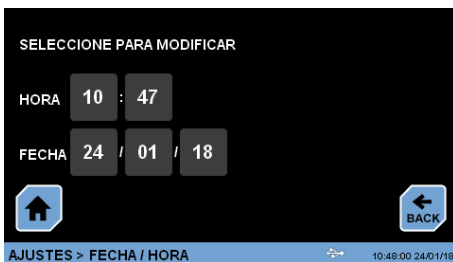 SELECCIONE PARA MODIFICAR
HORA 10 : 47
FECHA 24 / 01 / 18
BACK
AJUSTES > FECHA / HORA 10:48:00 24/01/18